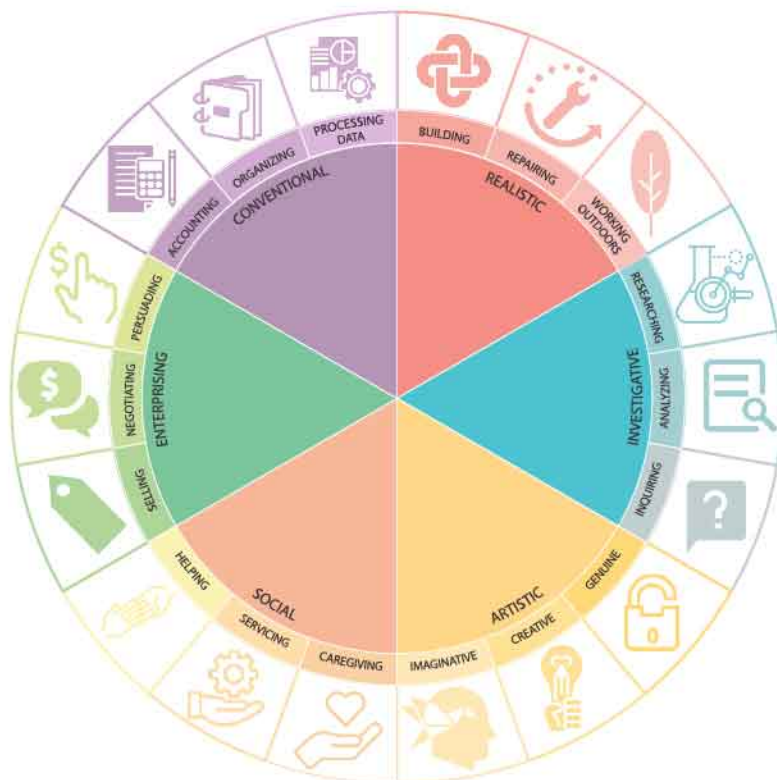 PROCESSING
DATA
BUILDING
ORGANIZING
REPAIRING
CONVENTIONAL
REALISTIC
ACCOUNTING
WORKING
OUTDOORS
PERSUADING
RESEARCHING
$
NEGOTIATING
ENTERPRISING
INVESTIGATIVE
ANALYZING
$
SELLING
INQUIRING
?
HELPING
SOCIAL
ARTISTIC
GENUINE
SERVICING
CREATIVE
CAREGIVING
IMAGINATIVE